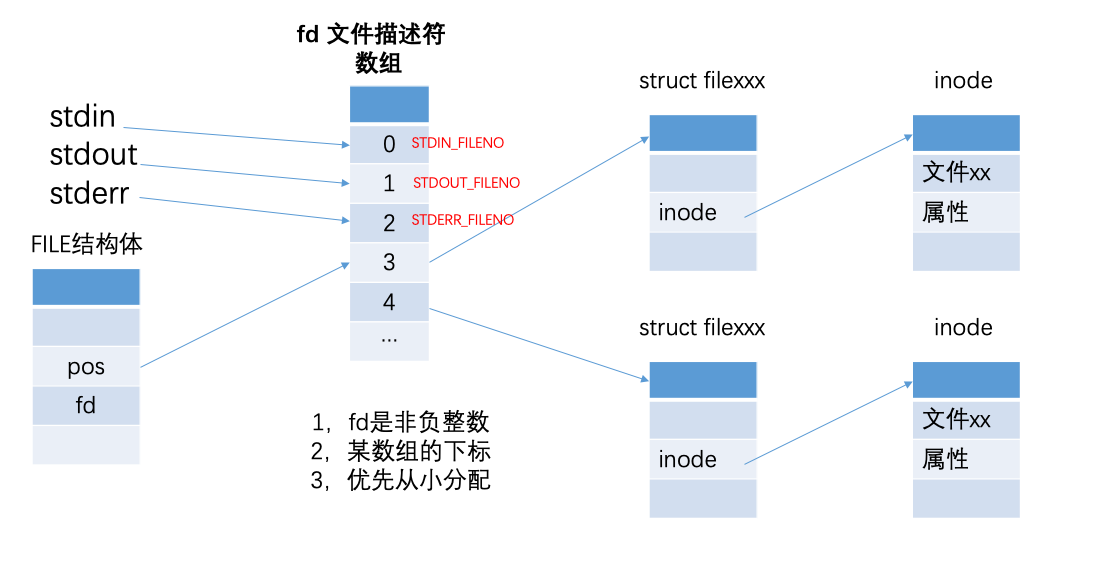 fd 文件描述符
数组
stdin
stdout
stderr
FILE结构体
pos
fd
0
STDIN_FILENO
1
STDOUT_FILENO
2
STDERR_FILENO
3
4
...
1，fd是非负整数
2，某数组的下标
3，优先从小分配
struct filexxx
inode
inode
文件xx
属性
struct filexxx
inode
inode
文件xx
属性